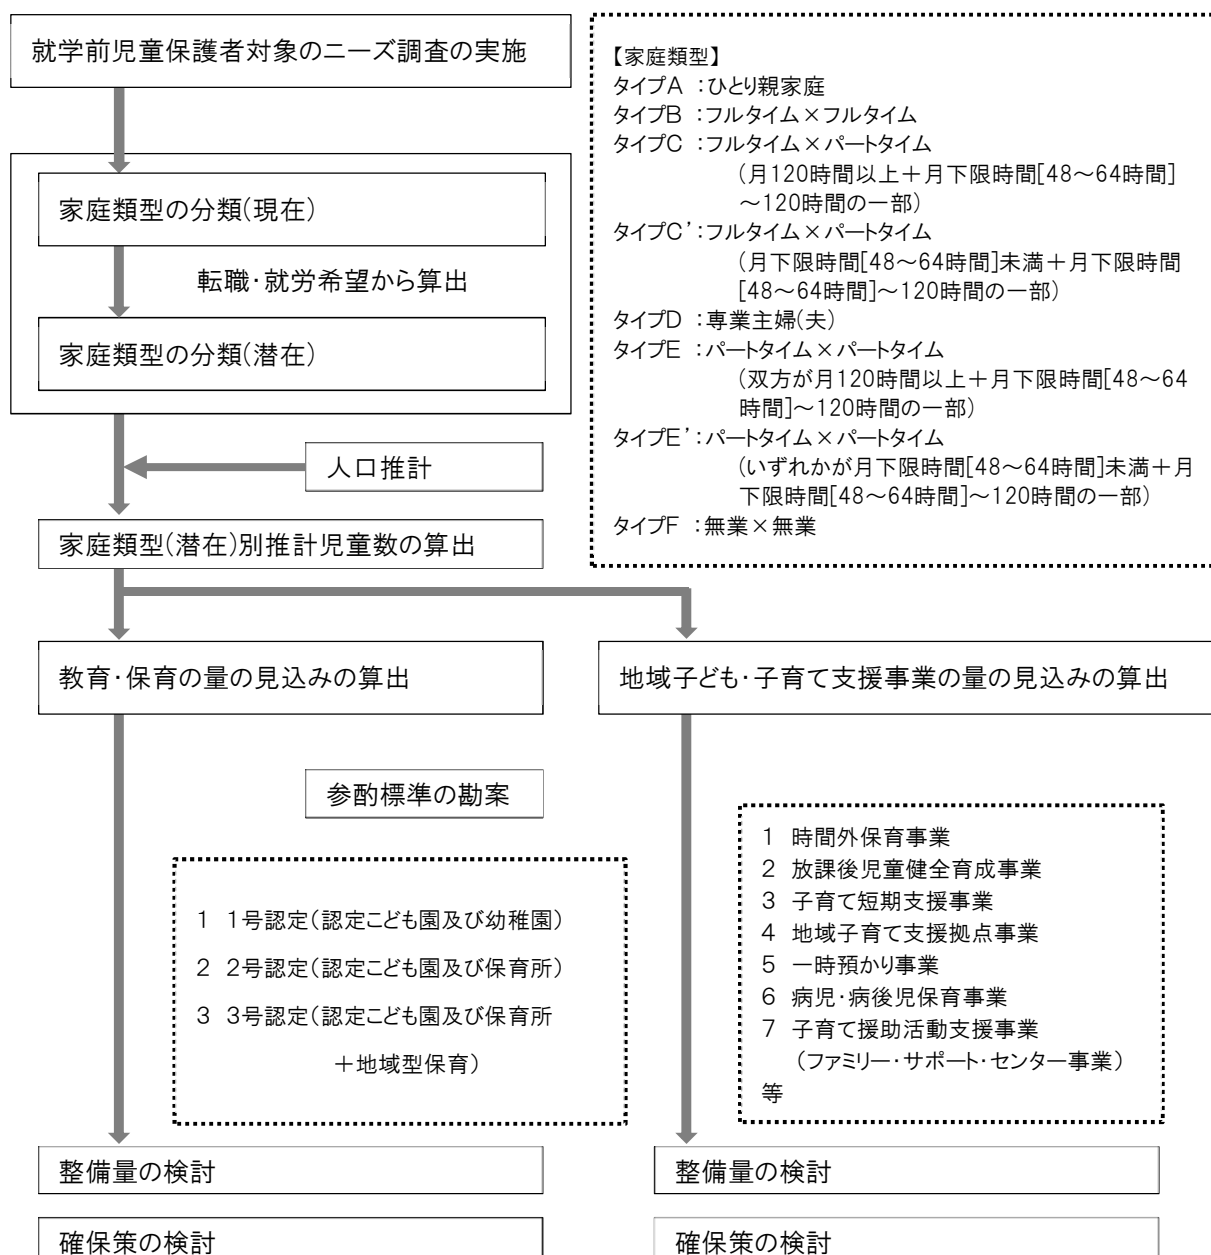 就学前児童保護者対象のニーズ調査の実施
家庭類型の分類(現在)
転職・就労希望から算出
家庭類型の分類(潜在)
人口推計
家庭類型(潜在)別推計児童数の算出
【家庭類型】
タイプA ：ひとり親家庭
タイプB ：フルタイム×フルタイム
タイプC ：フルタイム×パートタイム
（月120時間以上＋月下限時間[48～64時間]
～120時間の一部）
タイプC’：フルタイム×パートタイム
（月下限時間[48～64時間]未満＋月下限時間
[48～64時間]～120時間の一部）
タイプD ：専業主婦(夫)
タイプE ：パートタイム×パートタイム
（双方が月120時間以上＋月下限時間[48～64
時間]～120時間の一部）
タイプE’：パートタイム×パートタイム
（いずれかが月下限時間[48～64時間]未満＋月
下限時間[48～64時間]～120時間の一部）
タイプF ：無業×無業
教育・保育の量の見込みの算出
参酌標準の勘案
1 1号認定（認定こども園及び幼稚園）
2 2号認定（認定こども園及び保育所）
3 3号認定（認定こども園及び保育所
＋地域型保育）
整備量の検討
確保策の検討
地域子ども・子育て支援事業の量の見込みの算出
1 時間外保育事業
2 放課後児童健全育成事業
3 子育て短期支援事業
4 地域子育て支援拠点事業
5 一時預かり事業
6 病児・病後児保育事業
7 子育て援助活動支援事業
（ファミリー・サポート・センター事業）
等
整備量の検討
確保策の検討